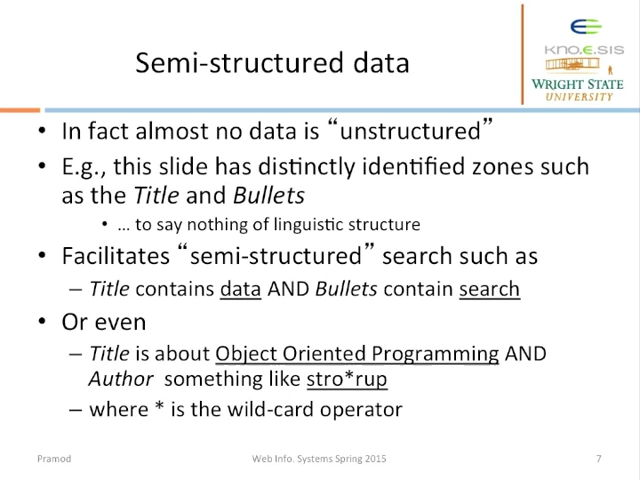 Semi-structured data
kno.e.sis
WRIGHT STATE
UNIVERSITY
• In fact almost no data is “unstructured”
• E.g., this slide has distinctly identified zones such
as the Title and Bullets
• … to say nothing of linguistic structure
• Facilitates “semi-structured” search such as
– Title contains data AND Bullets contain search
• Or even
– Title is about Object Oriented Programming AND
Author something like stro*rup
– where * is the wild-card operator
Pramod
Web Info. Systems Spring 2015
7